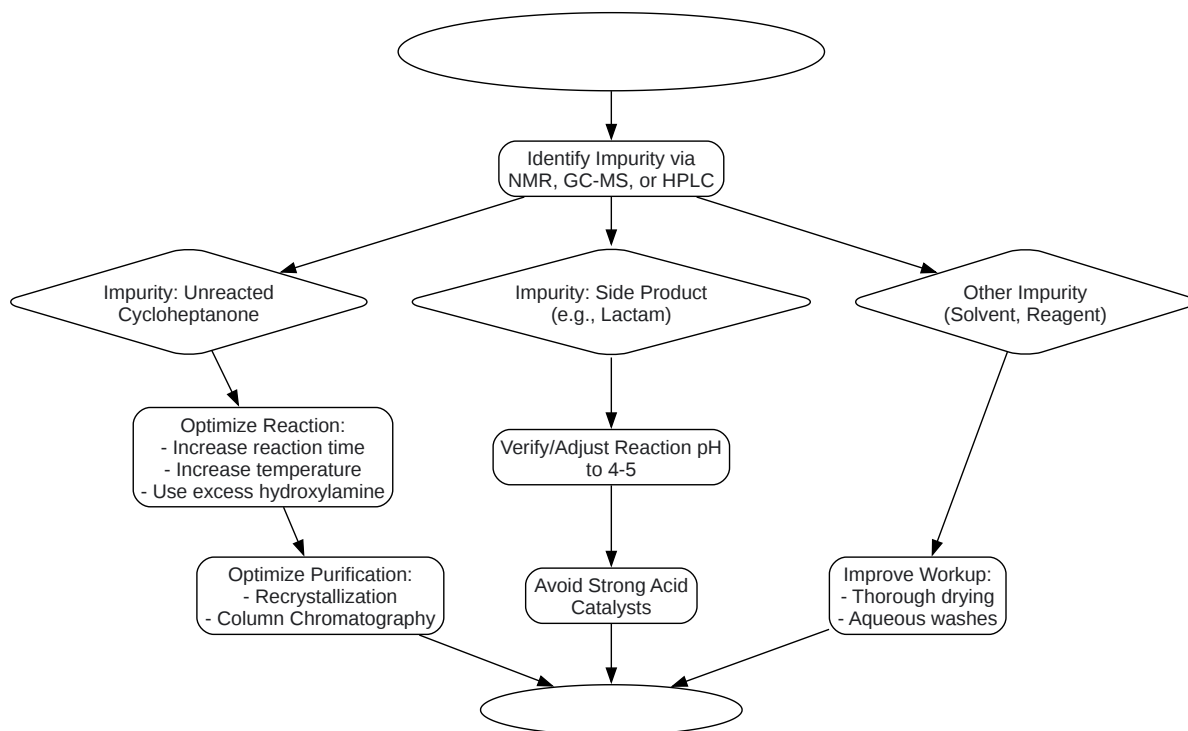 Identify Impurity via
NMR, GC-MS, or HPLC
Impurity: Unreacted
Cycloheptanone
Impurity: Side Product
(e.g., Lactam)
Other Impurity
(Solvent, Reagent)
Optimize Reaction:
- Increase reaction time
- Increase temperature
- Use excess hydroxylamine
Verify/Adjust Reaction pH
to 4-5
Optimize Purification:
- Recrystallization
- Column Chromatography
Avoid Strong Acid
Catalysts
Improve Workup:
- Thorough drying
- Aqueous washes